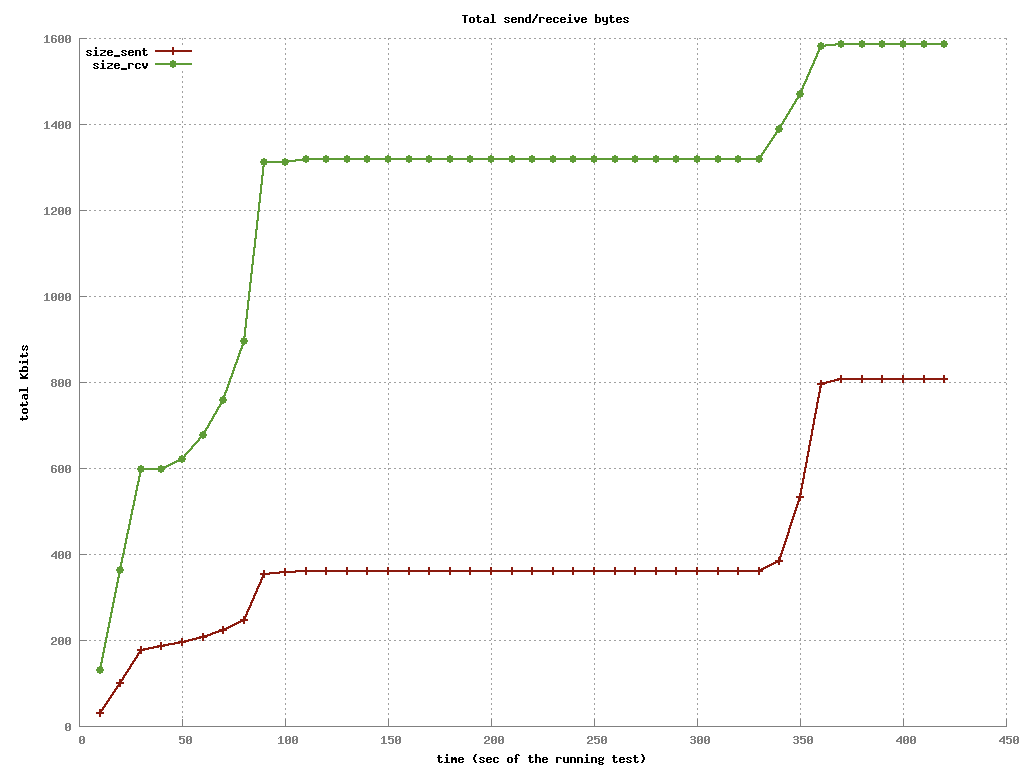 Total send/receive bytes
size_sent
size_rcv
1600
1400
1200
1000
800
600
400
200
0
total Kbits
0 50 100 150 200 250 300 350 400 450
time (sec of the running test)